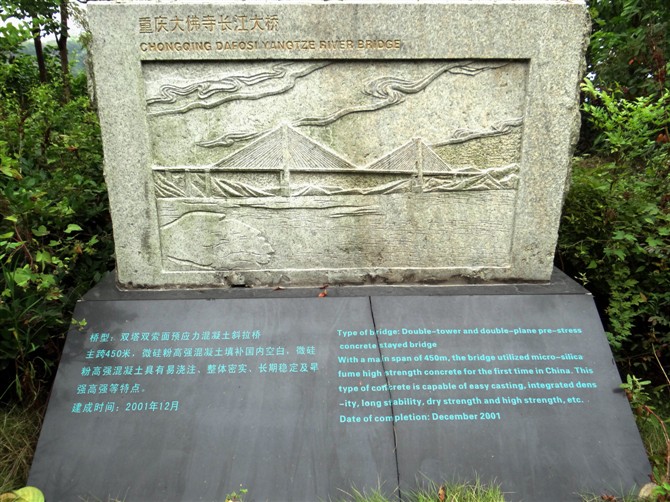 重庆大佛寺长江大桥
CHONGQING DAFOSI YANGTZE RIVER BRIDGE
桥型：双塔双索面预应力混凝土斜拉桥
主跨450米，微硅粉高强混凝土填补国内空白、微硅
粉高强混凝土具有易浇注、整体密实、长期稳定及早
强高强等特点。
建成时间：2001年12月
Type of bridge: Double-tower and double-plane pre-stress
concrete stayed bridge
With a main span of 450m, the bridge utilized micro-silica
fume high strength concrete for the first time in China. This
type of concrete is capable of easy casting, integrated dens
-ity, long stability, dry strength and high strength, etc.
Date of completion: December 2001